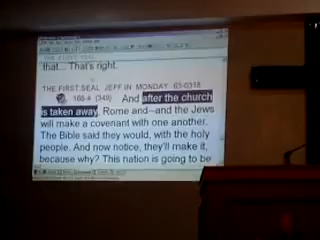 that... That's right.
THE FIRST SEAL JEFF.IN MONDAY 63-0318
168-4 (349) And after the church
is taken away, Rome and—and the Jews
will make a covenant with one another.
The Bible said they would, with the holy
people. And now notice, they'll make it,
because why? This nation is going to be